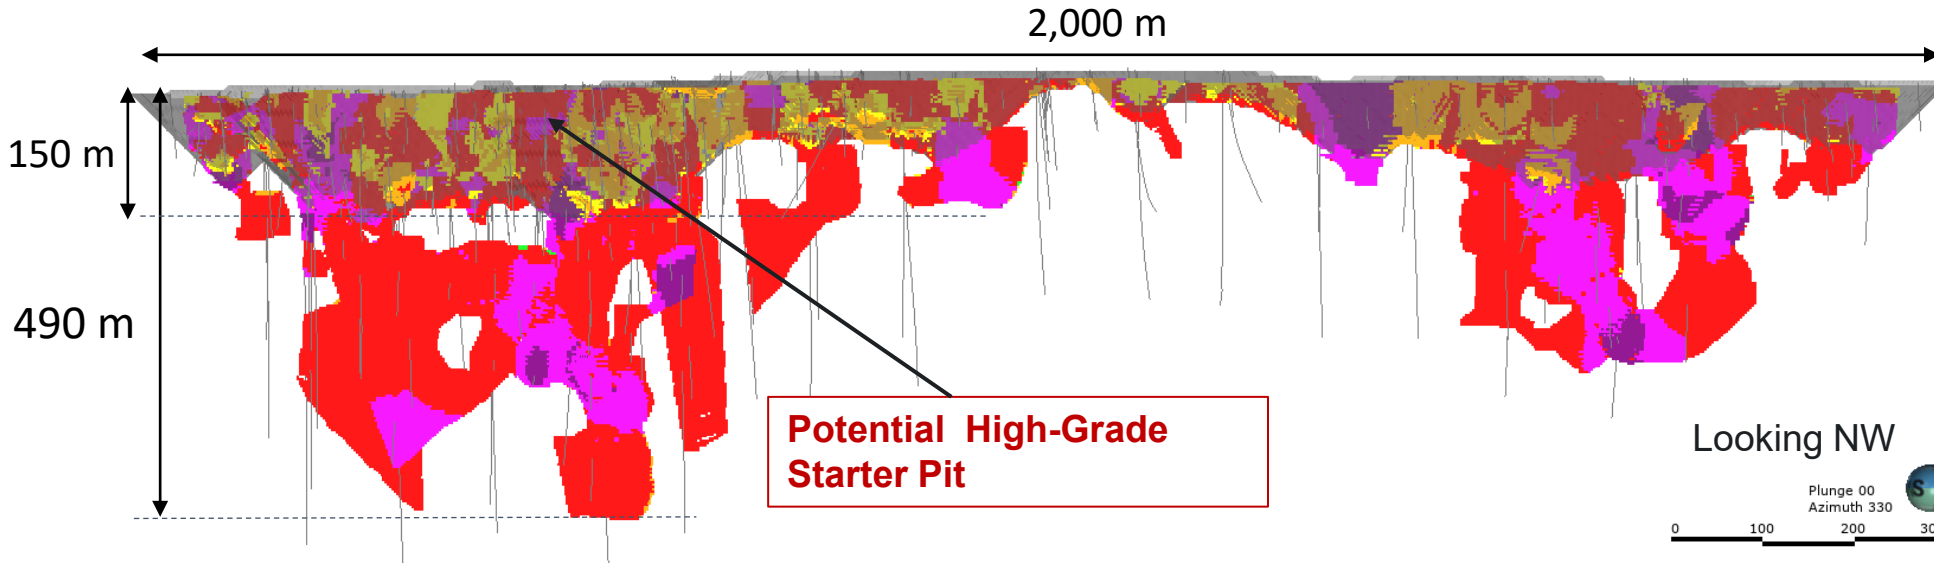 2,000 m
150 m
490 m
Potential High-Grade
Starter Pit
Looking NW
Plunge 00
Azimuth 330
S
0 100 200